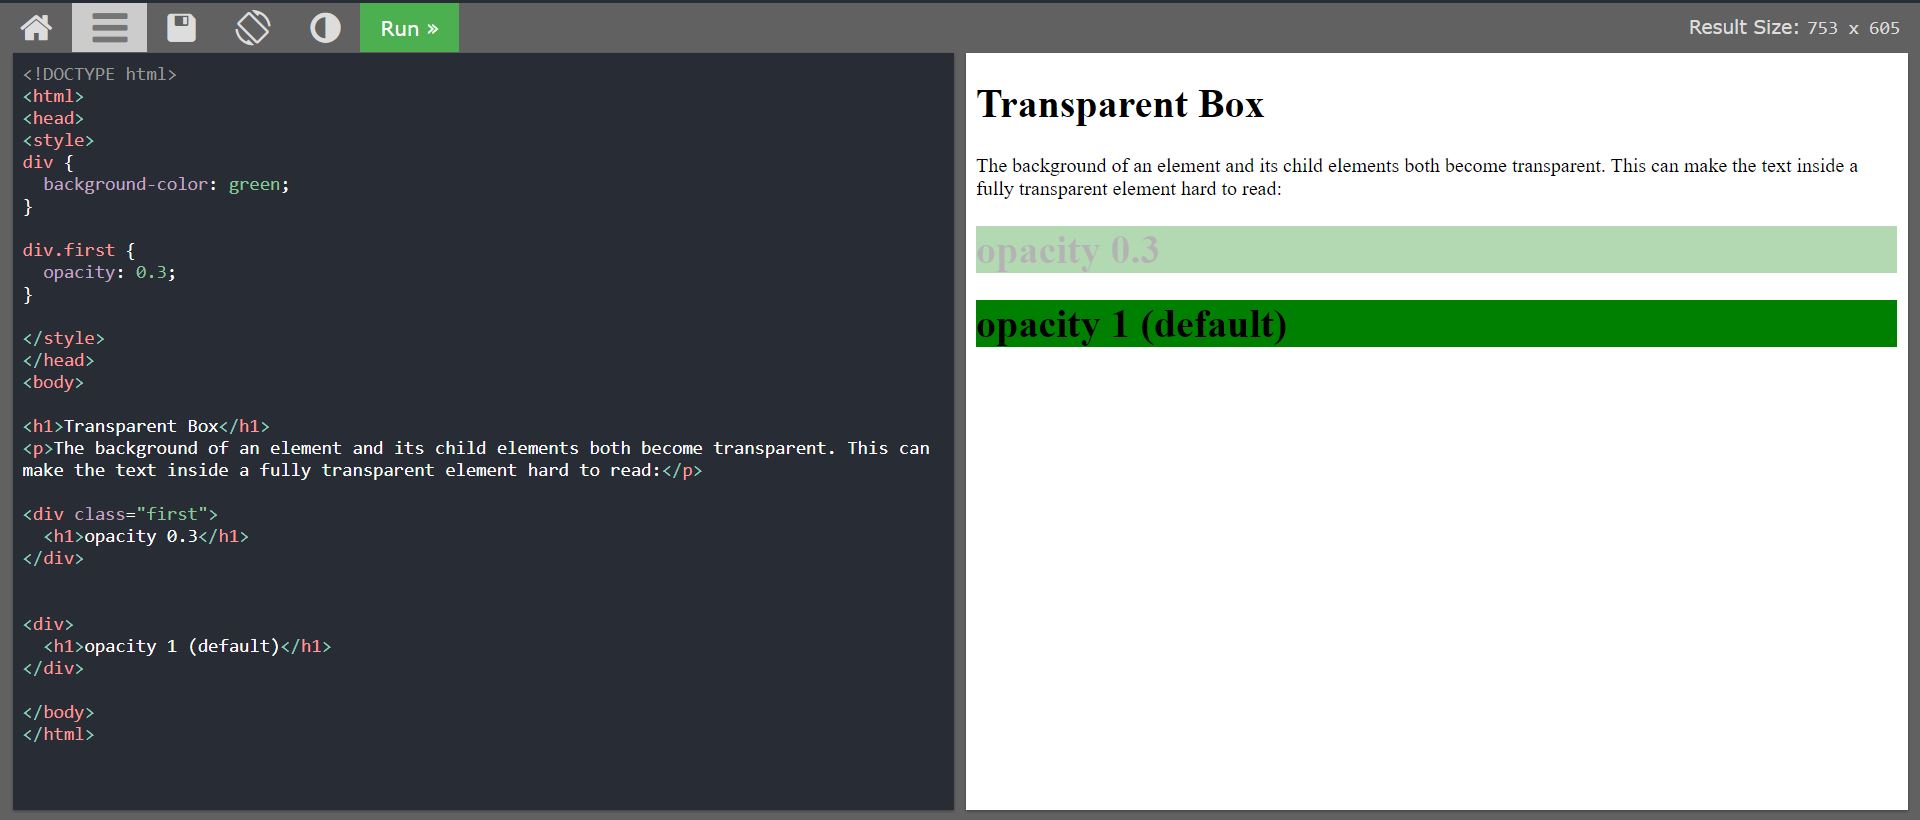 Run »
Result Size: 753 x 605
<!DOCTYPE html>
<html>
<head>
<style>
div {
  background-color: green;
}

div.first {
  opacity: 0.3;
}

</style>
</head>
<body>

<h1>Transparent Box</h1>
<p>The background of an element and its child elements both become transparent. This can
make the text inside a fully transparent element hard to read:</p>

<div class="first">
  <h1>opacity 0.3</h1>
</div>


<div>
  <h1>opacity 1 (default)</h1>
</div>

</body>
</html>
Transparent Box
The background of an element and its child elements both become transparent. This can make the text inside a
fully transparent element hard to read:
opacity 0.3
opacity 1 (default)